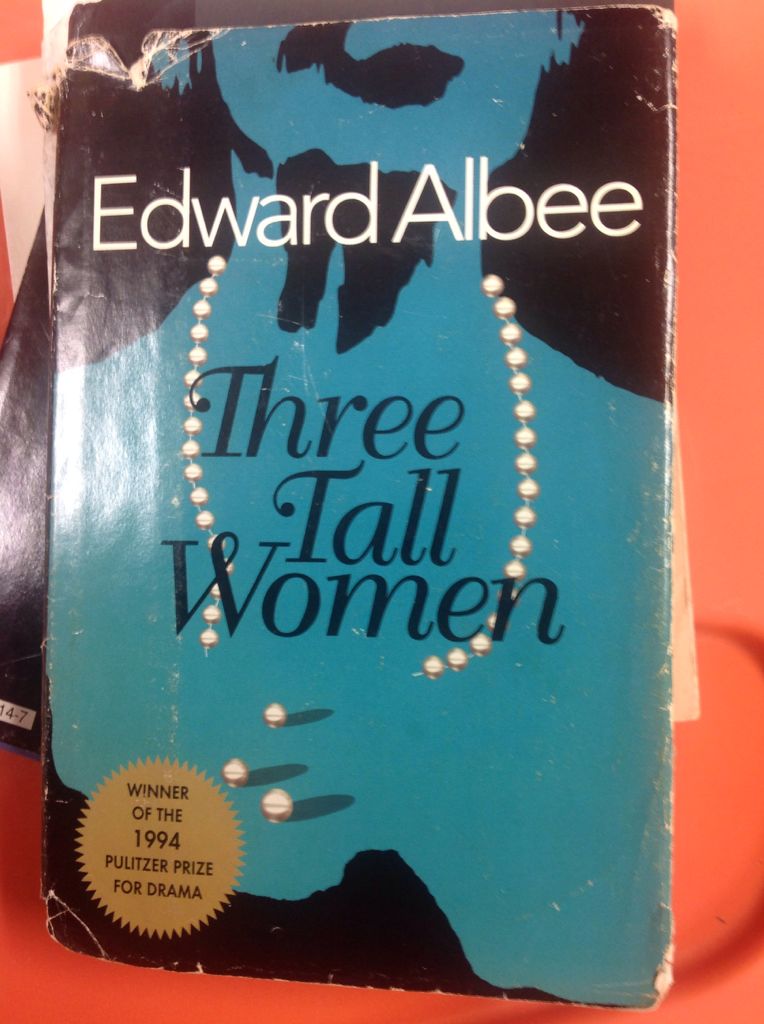 Edward Albee
Three
Tall
Women
14-7
WINNER
OF THE
1994
PULITZER PRIZE
FOR DRAMA